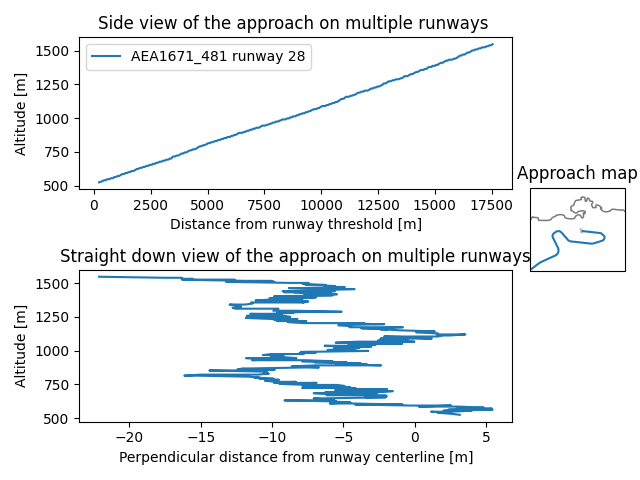 Side view of the approach on multiple runways
1500
1250
1000
750
500
Altitude [m]
AEA1671_481 runway 28
0 2500 5000 7500 10000 12500 15000 17500
Distance from runway threshold [m]
Approach map
Straight down view of the approach on multiple runways
1500
1250
1000
750
500
Altitude [m]
−20 −15 −10 −5 0 5
Perpendicular distance from runway centerline [m]